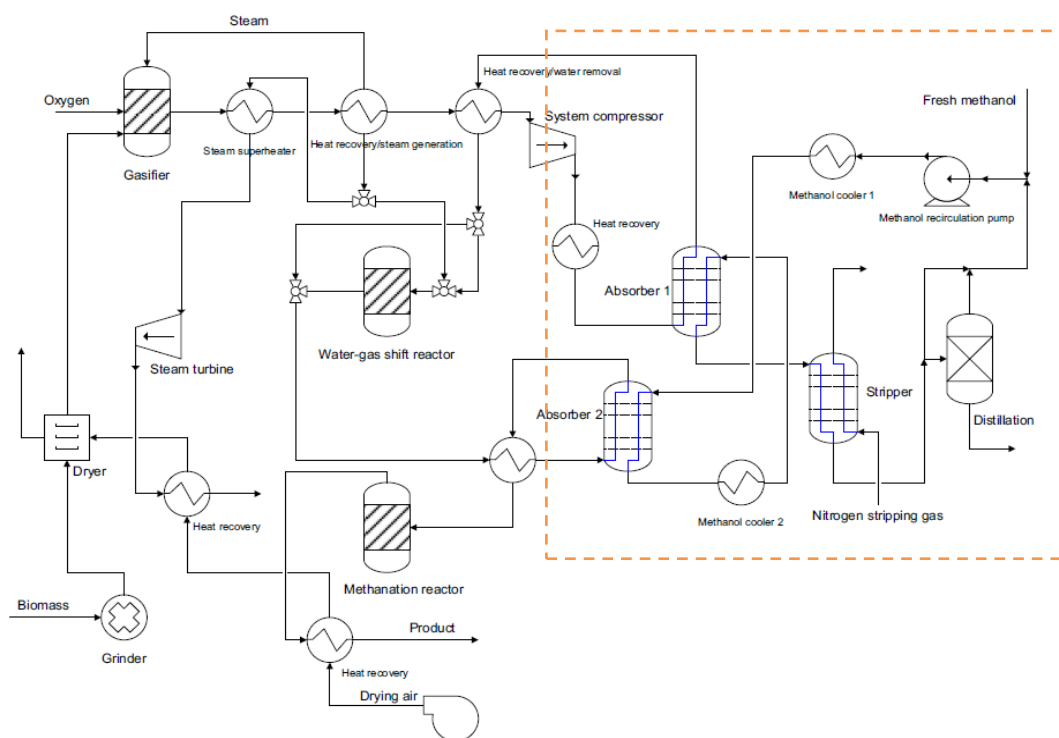 Steam
Heat recovery/water removal
Oxygen
System compressor
Fresh methanol
Steam superheater
Heat recovery/steam generation
Gasifier
Methanol cooler 1
Methanol recirculation pump
Heat recovery
Absorber 1
Water-gas shift reactor
Steam turbine
Absorber 2
Stripper
Distillation
Dryer
Heat recovery
Methanol cooler 2
Nitrogen stripping gas
Methanation reactor
Biomass
Product
Grinder
Heat recovery
Drying air